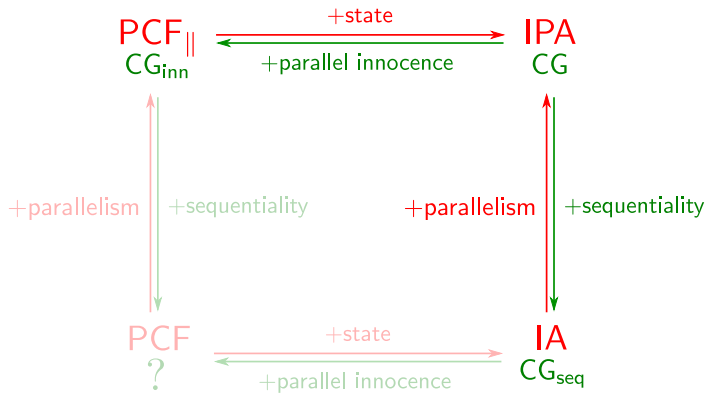 +state
PCF|| IPA
CGinn +parallel innocence CG
+parallelism +sequentiality +parallelism +sequentiality
+state
PCF IA
? +parallel innocence CGseq